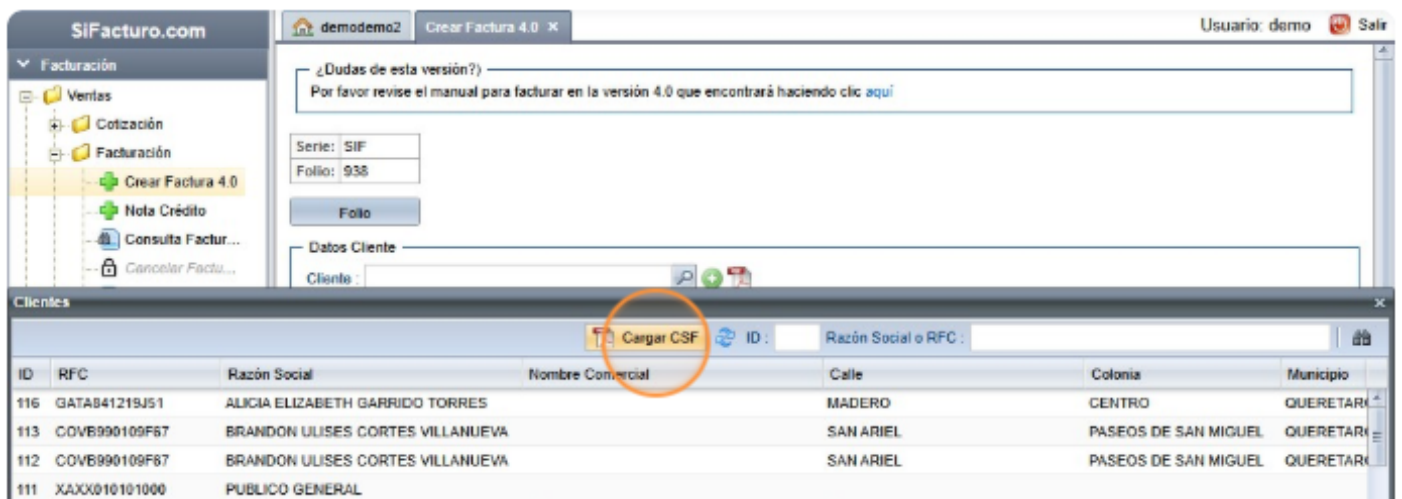 SiFacturo.com demodemo2 Crear Factura 4.0 × Usuario: demo Salir
Facturación
¿Dudas de esta versión?)
Ventas Por favor revise el manual para facturar en la versión 4.0 que encontrará haciendo clic aquí
Cotización
Facturación Serie: SIF
Folio: 938
Crear Factura 4.0
Nota Crédito Folio
Consulta Factur...
Datos Cliente
Cancelar Factu...
Cliente :
Clientes ×
Cargar CSF ID : Razón Social o RFC :
ID RFC Razón Social Nombre Comercial Calle Colonia Municipio
116 GATA841219J51 ALICIA ELIZABETH GARRIDO TORRES MADERO CENTRO QUERETAR
113 COVB990109F67 BRANDON ULISES CORTES VILLANUEVA SAN ARIEL PASEOS DE SAN MIGUEL QUERETAR
112 COVB990109F67 BRANDON ULISES CORTES VILLANUEVA SAN ARIEL PASEOS DE SAN MIGUEL QUERETAR
111 XAXX010101000 PUBLICO GENERAL